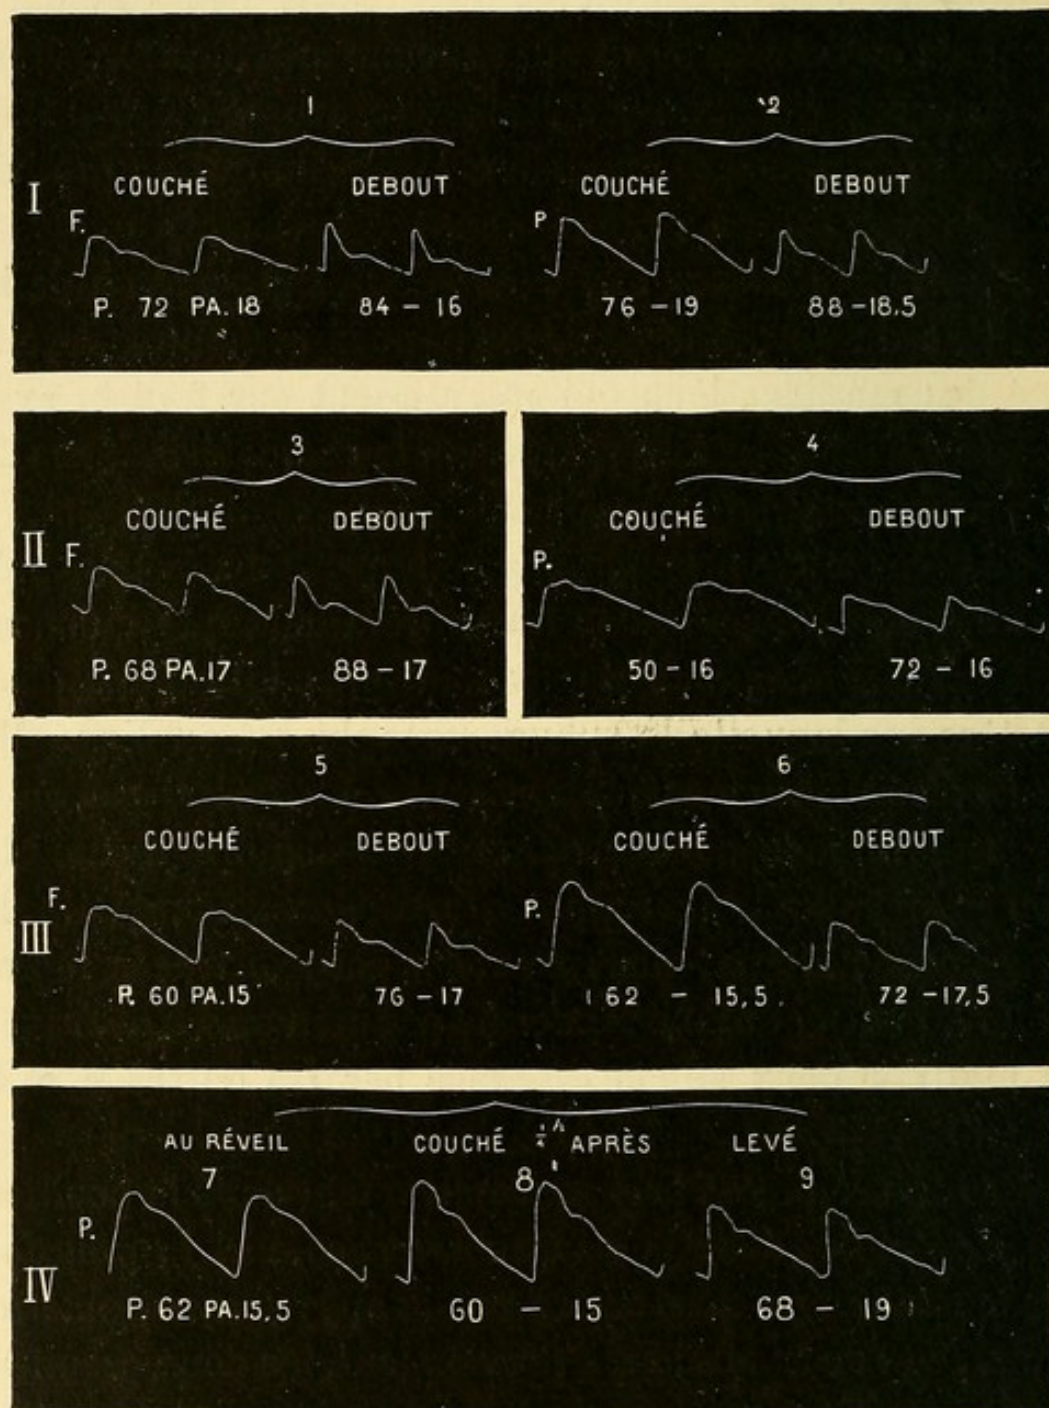 1 2
COUCHÉ DEBOUT COUCHÉ DEBOUT
I
F. P
P. 72 PA. 18 84 – 16 76 – 19 88 – 18,5
3
COUCHÉ DEBOUT
II F.
P. 68 PA. 17 88 – 17
4
COUCHÉ DEBOUT
P.
50 – 16 72 – 16
5 6
COUCHÉ DEBOUT COUCHÉ DEBOUT
F. P.
III
P. 60 PA. 15 76 – 17 62 – 15,5 72 – 17,5
AU RÉVEIL COUCHÉ APRÈS LEVÉ
7 8 9
P.
IV
P. 62 PA. 15,5 60 – 15 68 – 19